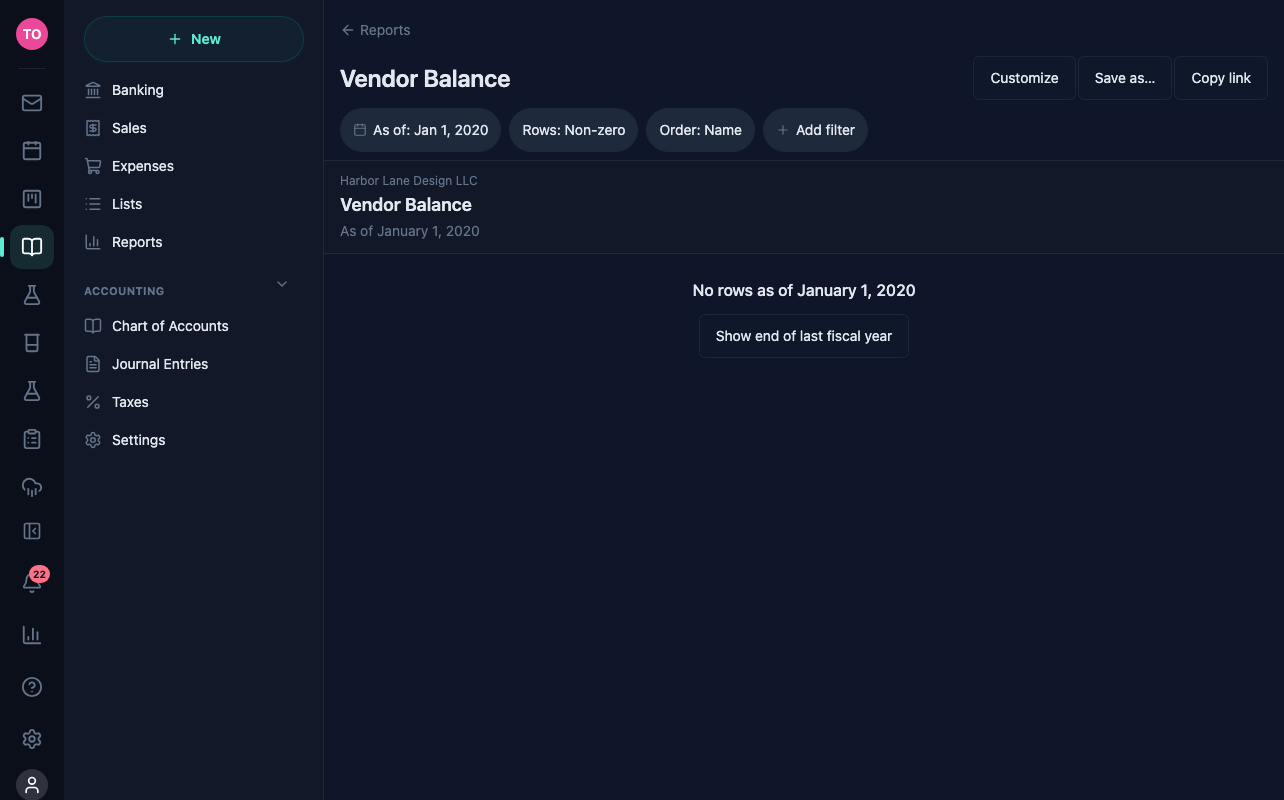 TO
New
Banking
Sales
Expenses
Lists
Reports
ACCOUNTING
Chart of Accounts
Journal Entries
Taxes
Settings
22
Reports
Vendor Balance
Customize
Save as...
Copy link
As of: Jan 1, 2020
Rows: Non-zero
Order: Name
Add filter
Harbor Lane Design LLC
Vendor Balance
As of January 1, 2020
No rows as of January 1, 2020
Show end of last fiscal year